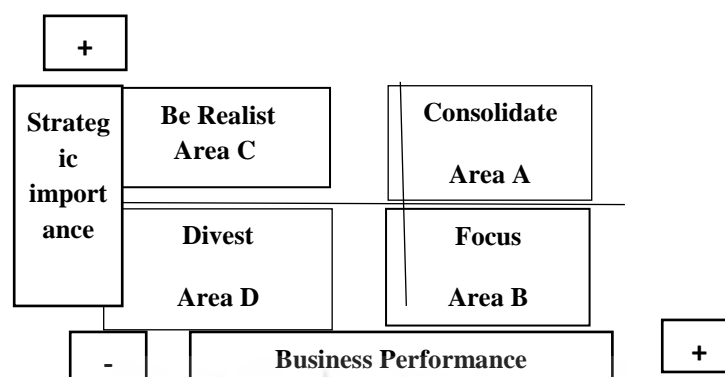 +
Strateg
ic
import
ance
Be Realist
Area C
Consolidate
Area A
Divest
Area D
Focus
Area B
-
Business Performance
+